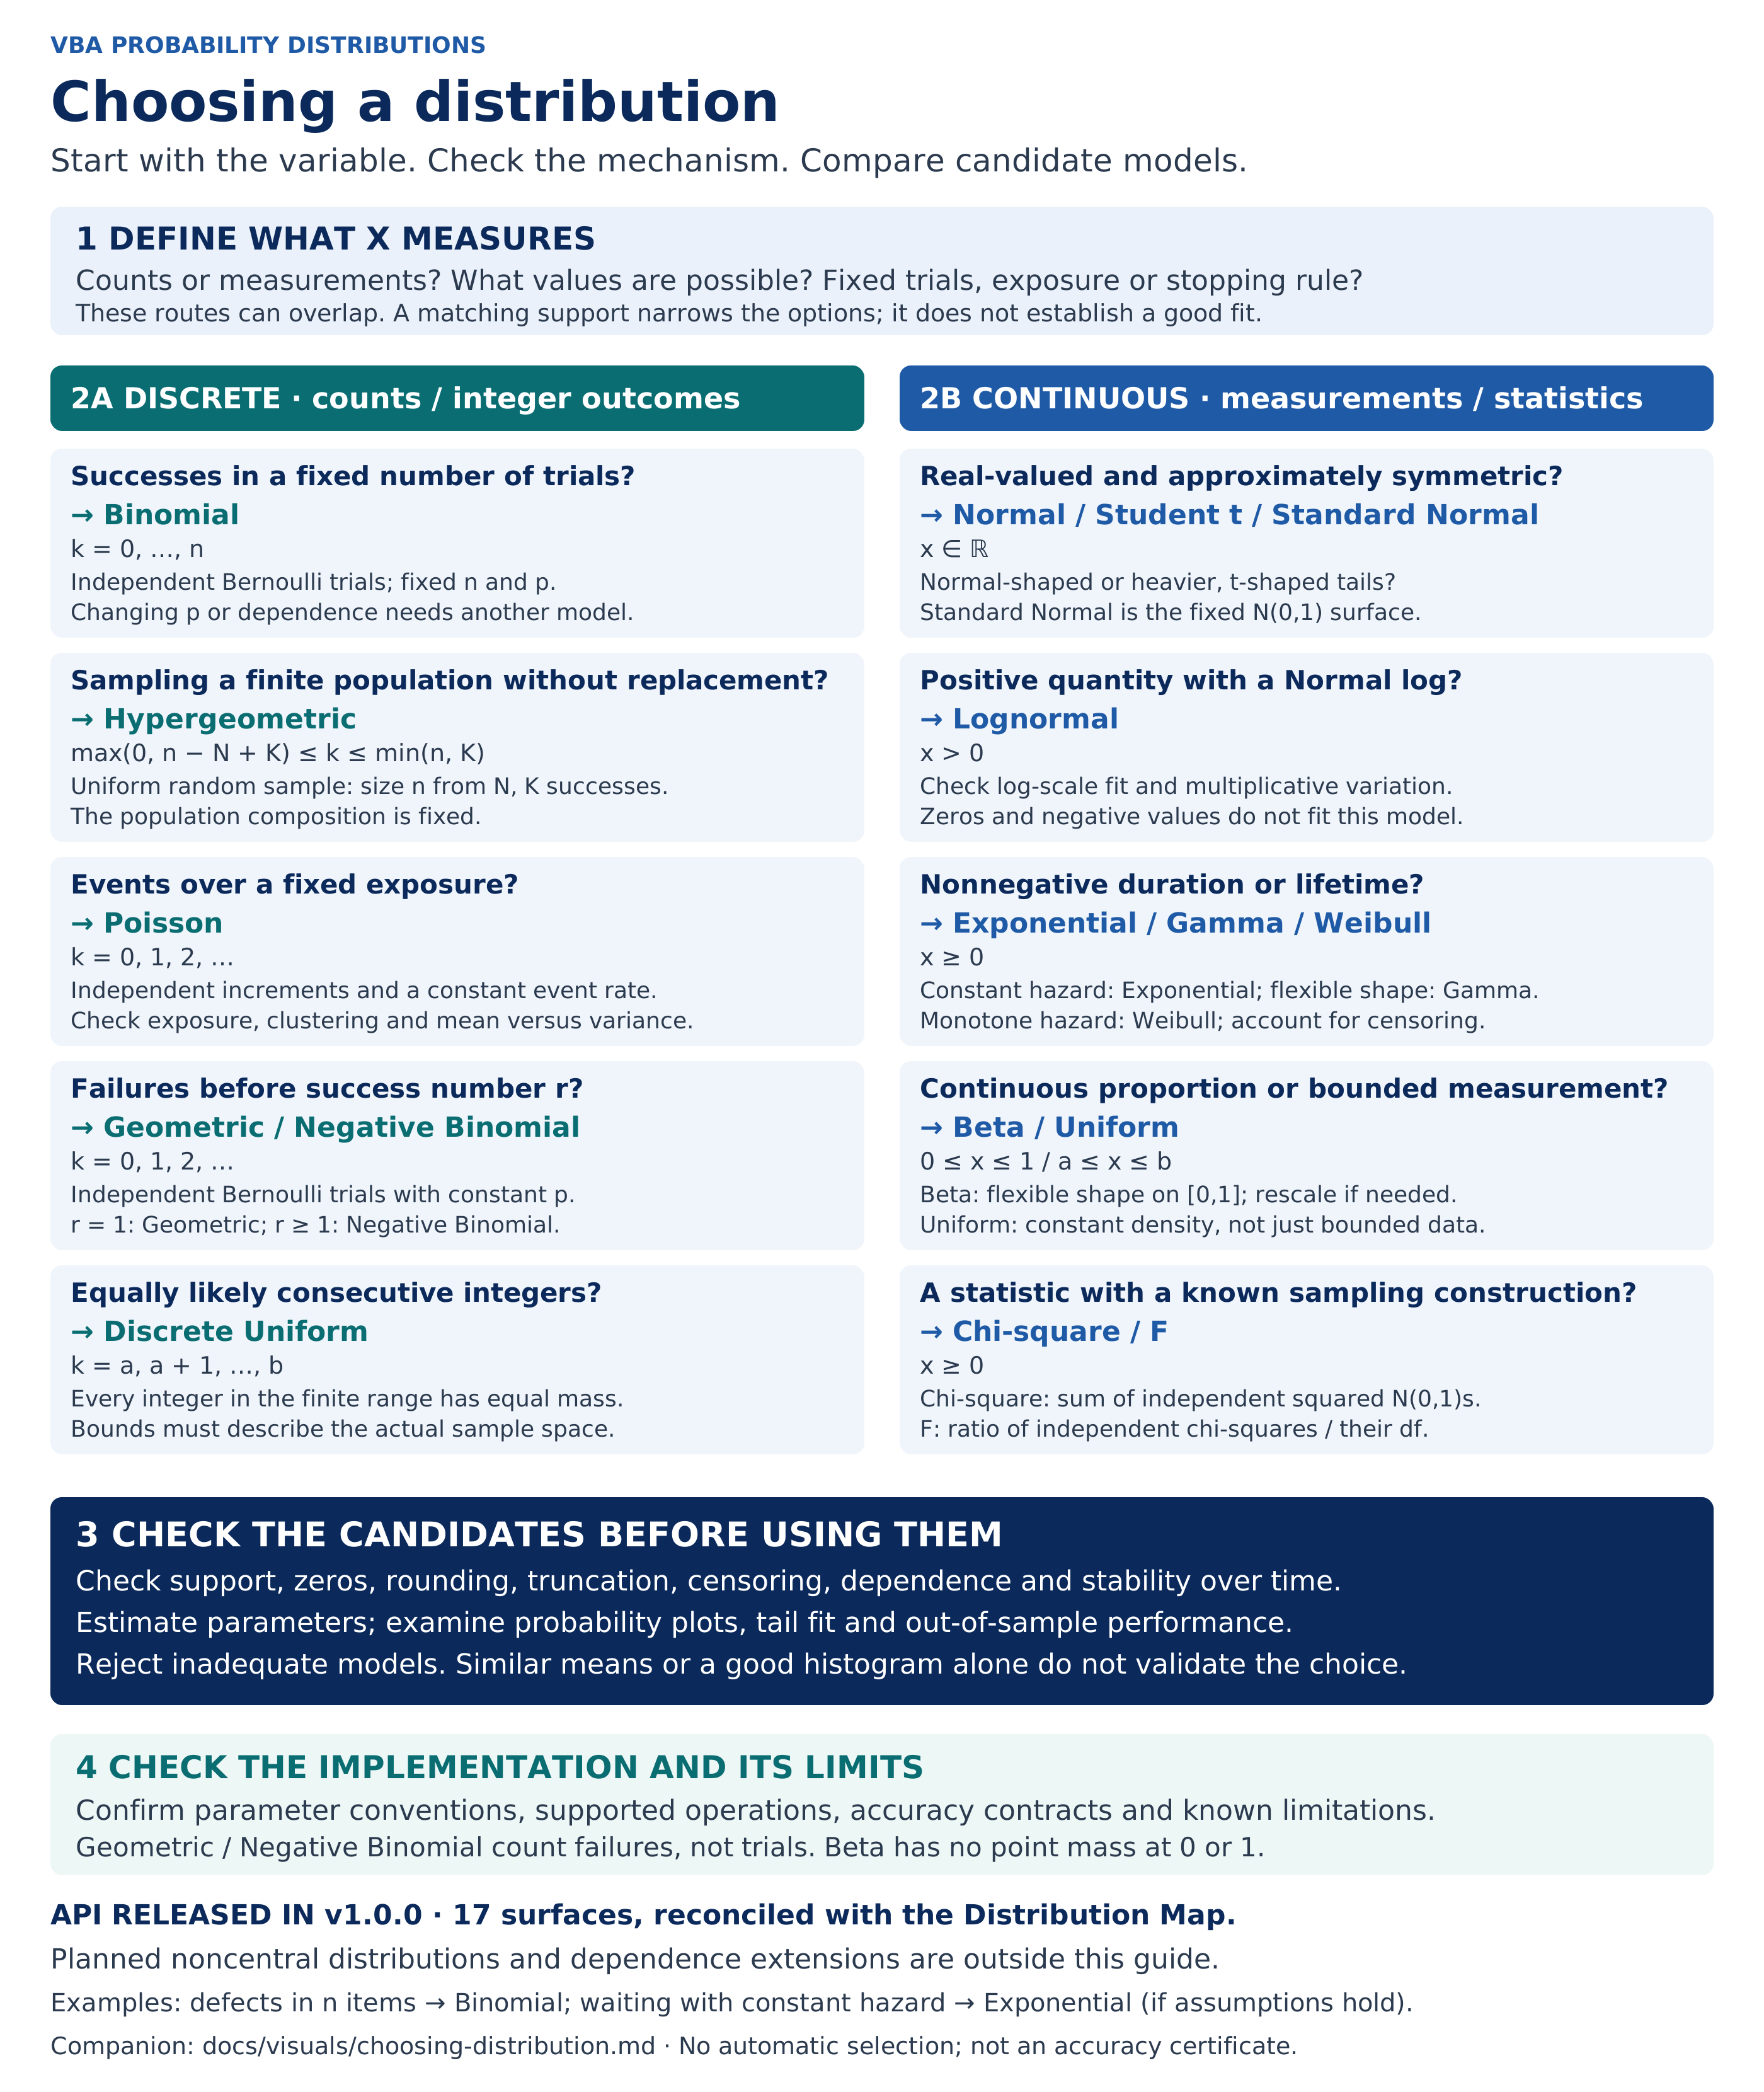 VBA PROBABILITY DISTRIBUTIONS
Choosing a distribution
Start with the variable. Check the mechanism. Compare candidate models.
1 DEFINE WHAT X MEASURES
Counts or measurements? What values are possible? Fixed trials, exposure or stopping rule?
These routes can overlap. A matching support narrows the options; it does not establish a good fit.
2A DISCRETE · counts / integer outcomes
Successes in a fixed number of trials?
→ Binomial
k = 0, …, n
Independent Bernoulli trials; fixed n and p.
Changing p or dependence needs another model.
Sampling a finite population without replacement?
→ Hypergeometric
max(0, n − N + K) ≤ k ≤ min(n, K)
Uniform random sample: size n from N, K successes.
The population composition is fixed.
Events over a fixed exposure?
→ Poisson
k = 0, 1, 2, …
Independent increments and a constant event rate.
Check exposure, clustering and mean versus variance.
Failures before success number r?
→ Geometric / Negative Binomial
k = 0, 1, 2, …
Independent Bernoulli trials with constant p.
r = 1: Geometric; r ≥ 1: Negative Binomial.
Equally likely consecutive integers?
→ Discrete Uniform
k = a, a + 1, …, b
Every integer in the finite range has equal mass.
Bounds must describe the actual sample space.
2B CONTINUOUS · measurements / statistics
Real-valued and approximately symmetric?
→ Normal / Student t / Standard Normal
x ∈ ℝ
Normal-shaped or heavier, t-shaped tails?
Standard Normal is the fixed N(0,1) surface.
Positive quantity with a Normal log?
→ Lognormal
x > 0
Check log-scale fit and multiplicative variation.
Zeros and negative values do not fit this model.
Nonnegative duration or lifetime?
→ Exponential / Gamma / Weibull
x ≥ 0
Constant hazard: Exponential; flexible shape: Gamma.
Monotone hazard: Weibull; account for censoring.
Continuous proportion or bounded measurement?
→ Beta / Uniform
0 ≤ x ≤ 1 / a ≤ x ≤ b
Beta: flexible shape on [0,1]; rescale if needed.
Uniform: constant density, not just bounded data.
A statistic with a known sampling construction?
→ Chi-square / F
x ≥ 0
Chi-square: sum of independent squared N(0,1)s.
F: ratio of independent chi-squares / their df.
3 CHECK THE CANDIDATES BEFORE USING THEM
Check support, zeros, rounding, truncation, censoring, dependence and stability over time.
Estimate parameters; examine probability plots, tail fit and out-of-sample performance.
Reject inadequate models. Similar means or a good histogram alone do not validate the choice.
4 CHECK THE IMPLEMENTATION AND ITS LIMITS
Confirm parameter conventions, supported operations, accuracy contracts and known limitations.
Geometric / Negative Binomial count failures, not trials. Beta has no point mass at 0 or 1.
API RELEASED IN v1.0.0 · 17 surfaces, reconciled with the Distribution Map.
Planned noncentral distributions and dependence extensions are outside this guide.
Examples: defects in n items → Binomial; waiting with constant hazard → Exponential (if assumptions hold).
Companion: docs/visuals/choosing-distribution.md · No automatic selection; not an accuracy certificate.